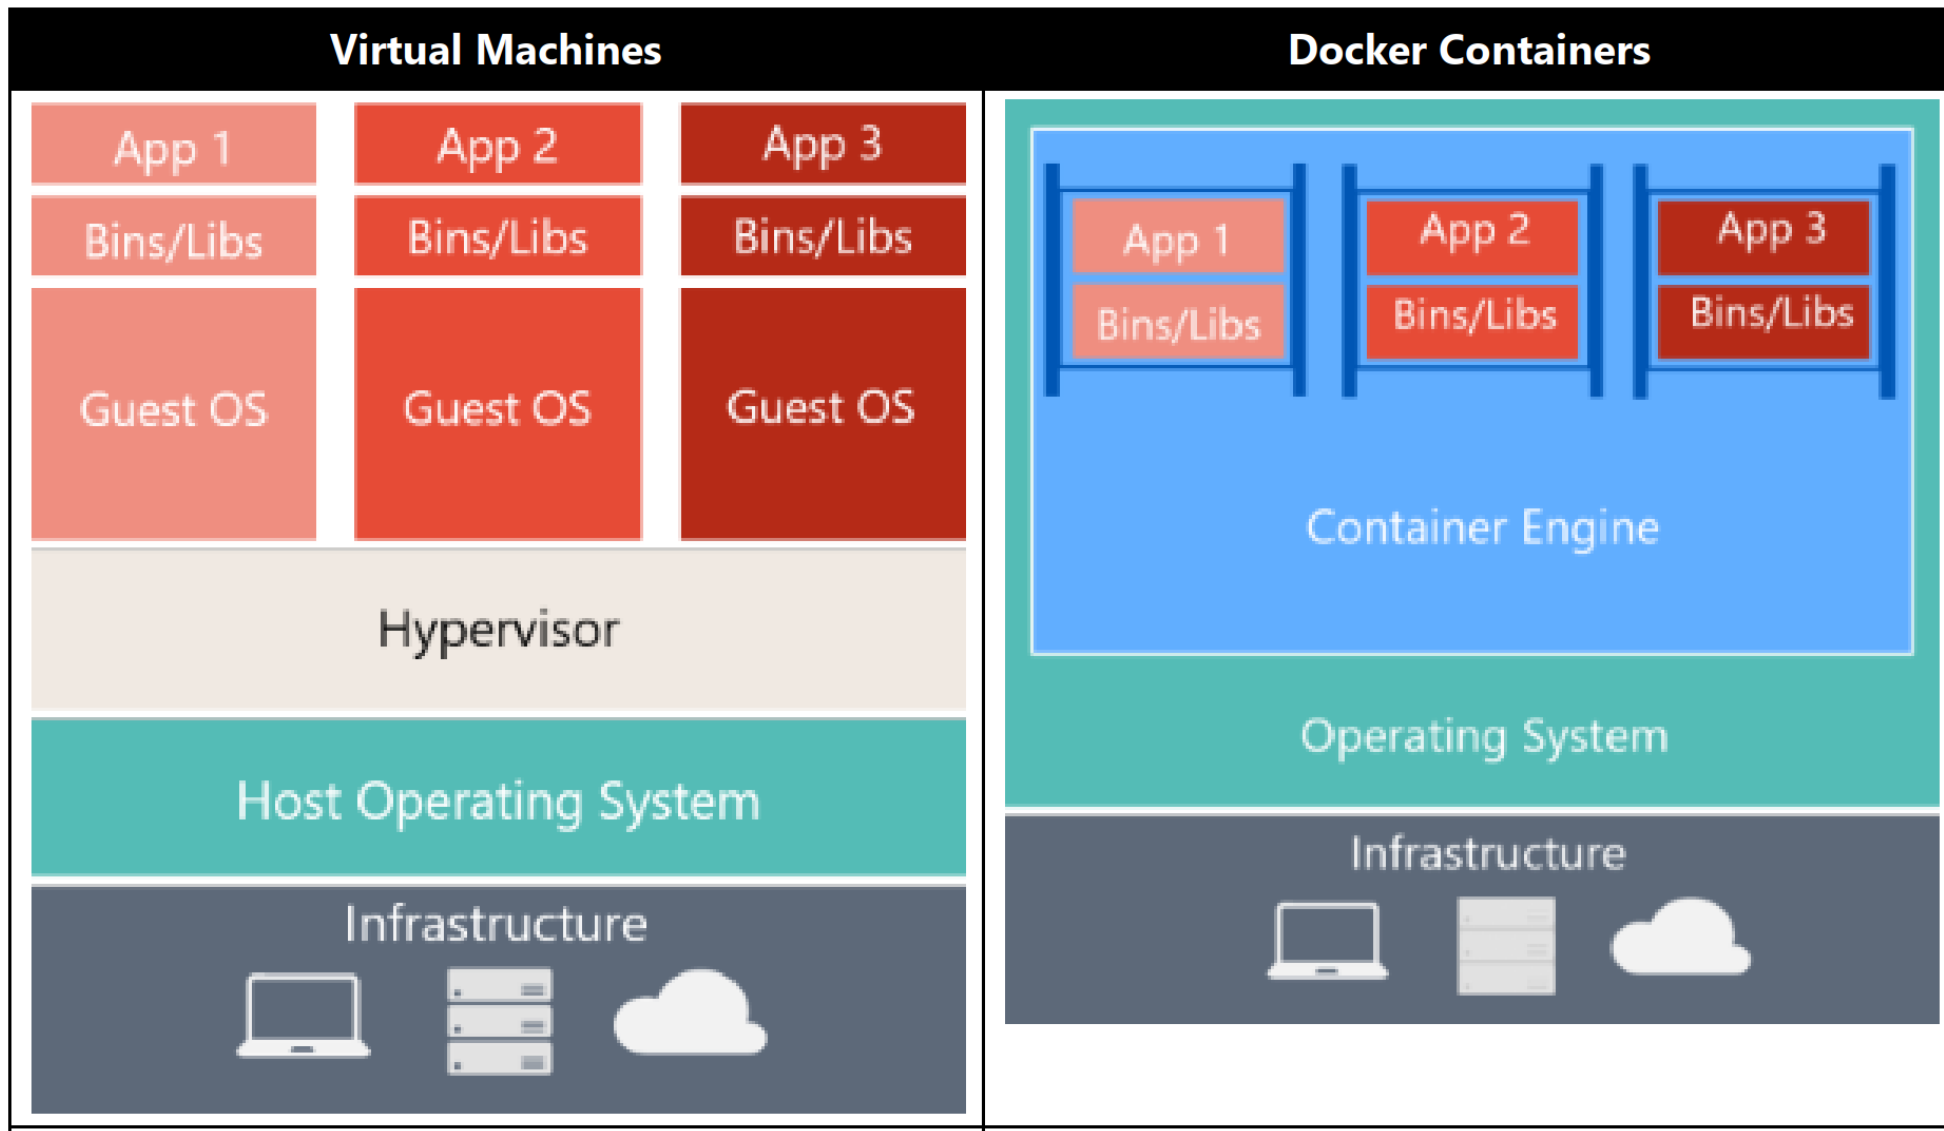 Virtual Machines
App 1
App 2
App 3
Bins/Libs
Bins/Libs
Bins/Libs
Guest OS
Guest OS
Guest OS
Hypervisor
Host Operating System
Infrastructure
Docker Containers
App 1
App 2
App 3
Bins/Libs
Bins/Libs
Bins/Libs
Container Engine
Operating System
Infrastructure